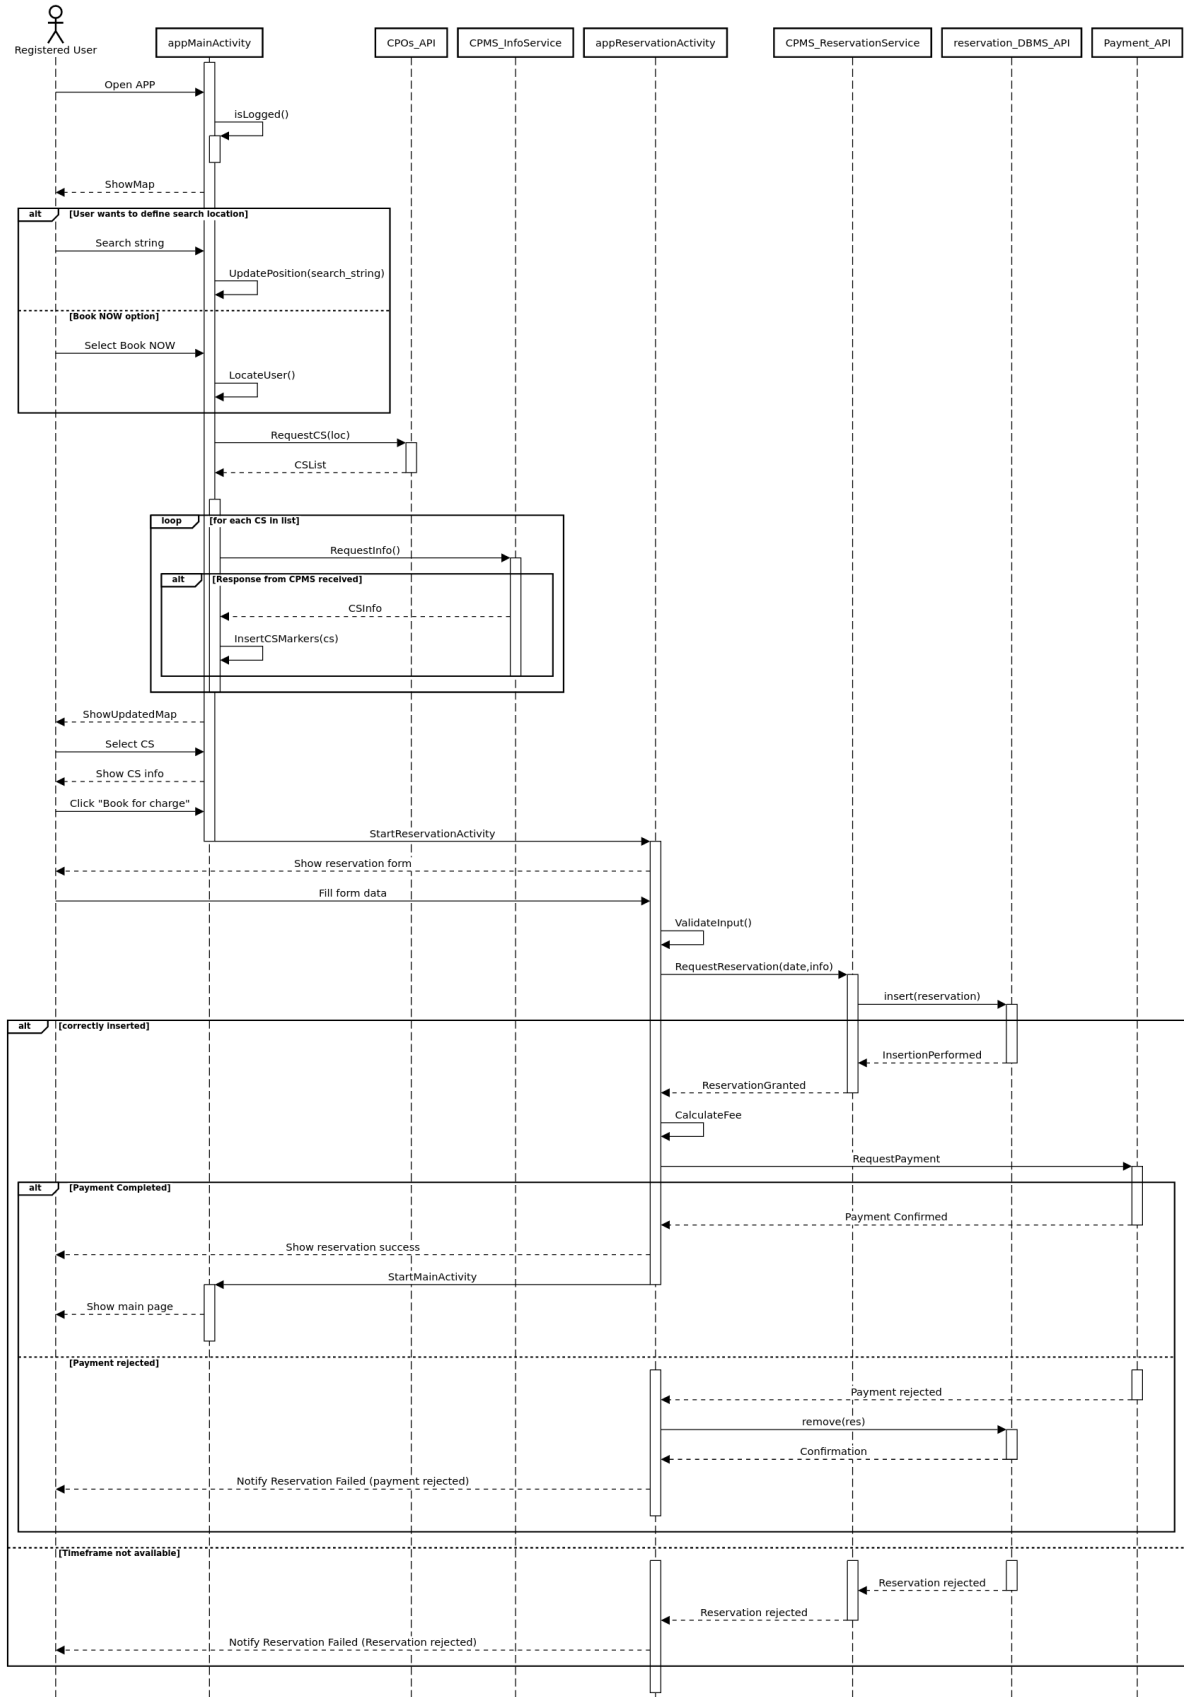 Registered User
appMainActivity
CPOs_API
CPMS_InfoService
appReservationActivity
CPMS_ReservationService
reservation_DBMS_API
Payment_API
Open APP
isLogged()
ShowMap
alt
[User wants to define search location]
Search string
UpdatePosition(search_string)
[Book NOW option]
Select Book NOW
LocateUser()
RequestCS(loc)
CSList
loop
[for each CS in list]
RequestInfo()
alt
[Response from CPMS received]
CSInfo
InsertCSMarkers(cs)
ShowUpdatedMap
Select CS
Show CS info
Click "Book for charge"
StartReservationActivity
Show reservation form
Fill form data
ValidateInput()
RequestReservation(date,info)
insert(reservation)
alt
[correctly inserted]
InsertionPerformed
ReservationGranted
CalculateFee
RequestPayment
alt
[Payment Completed]
Payment Confirmed
Show reservation success
StartMainActivity
Show main page
[Payment rejected]
Payment rejected
remove(res)
Confirmation
Notify Reservation Failed (payment rejected)
[Timeframe not available]
Reservation rejected
Reservation rejected
Notify Reservation Failed (Reservation rejected)